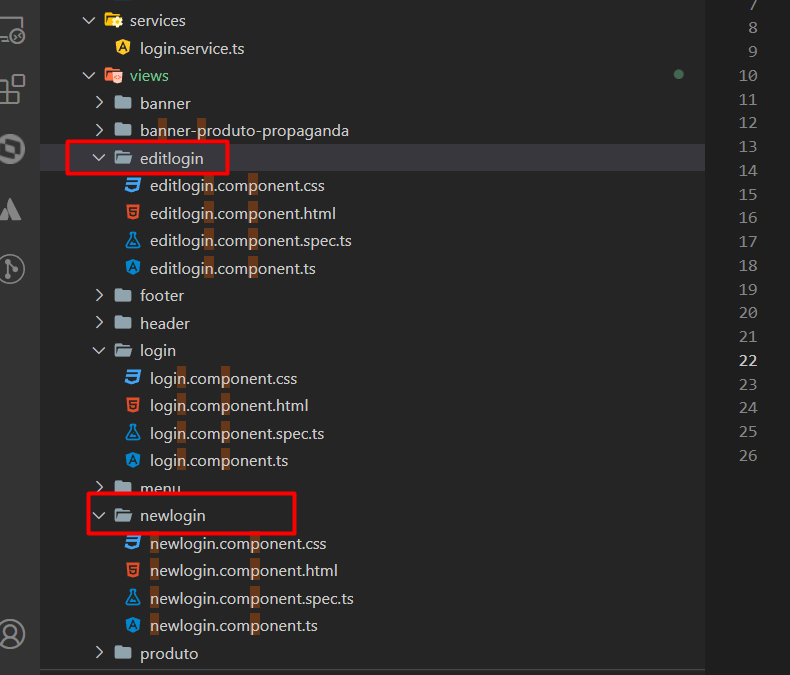 services
login.service.ts
views
banner
banner-produto-propaganda
editlogin
editlogin.component.css
editlogin.component.html
editlogin.component.spec.ts
editlogin.component.ts
footer
header
login
login.component.css
login.component.html
login.component.spec.ts
login.component.ts
menu
newlogin
newlogin.component.css
newlogin.component.html
newlogin.component.spec.ts
newlogin.component.ts
produto
7
8
9
10
11
12
13
14
15
16
17
18
19
20
21
22
23
24
25
26